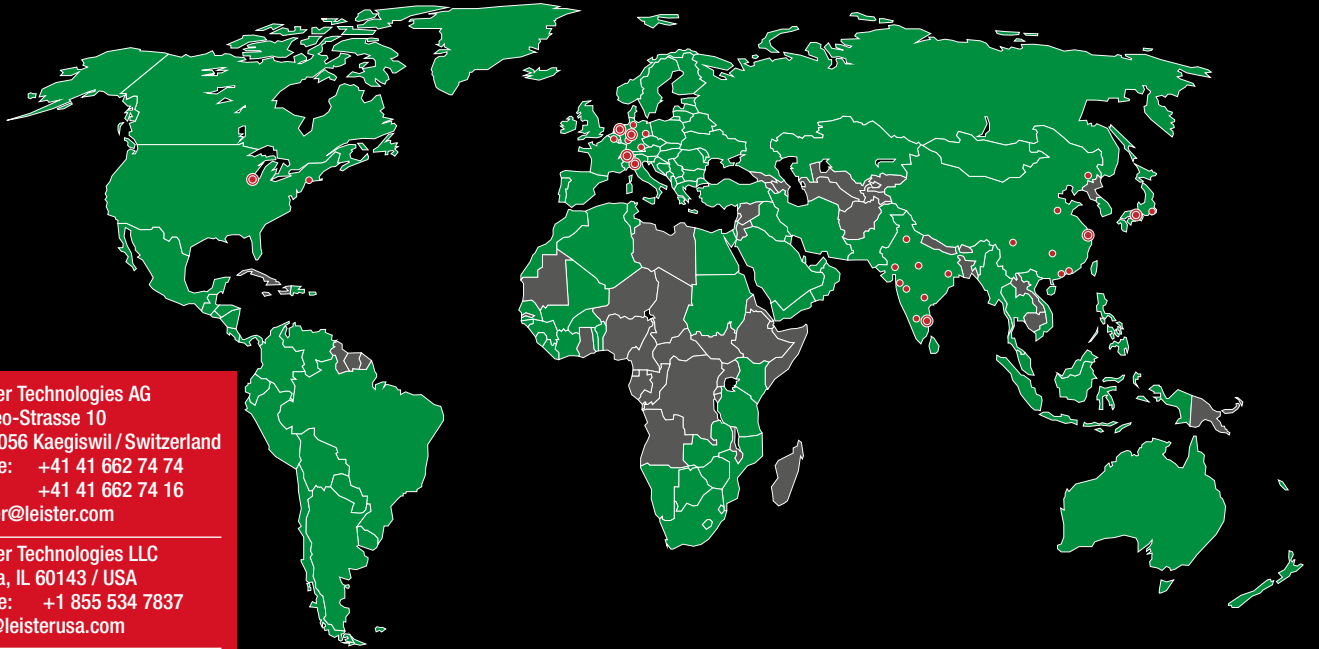 er Technologies AG
eo-Strasse 10
056 Kaegiswil / Switzerland
e: +41 41 662 74 74
+41 41 662 74 16
r@leister.com
er Technologies LLC
a, IL 60143 / USA
e: +1 855 534 7837
@leisterusa.com